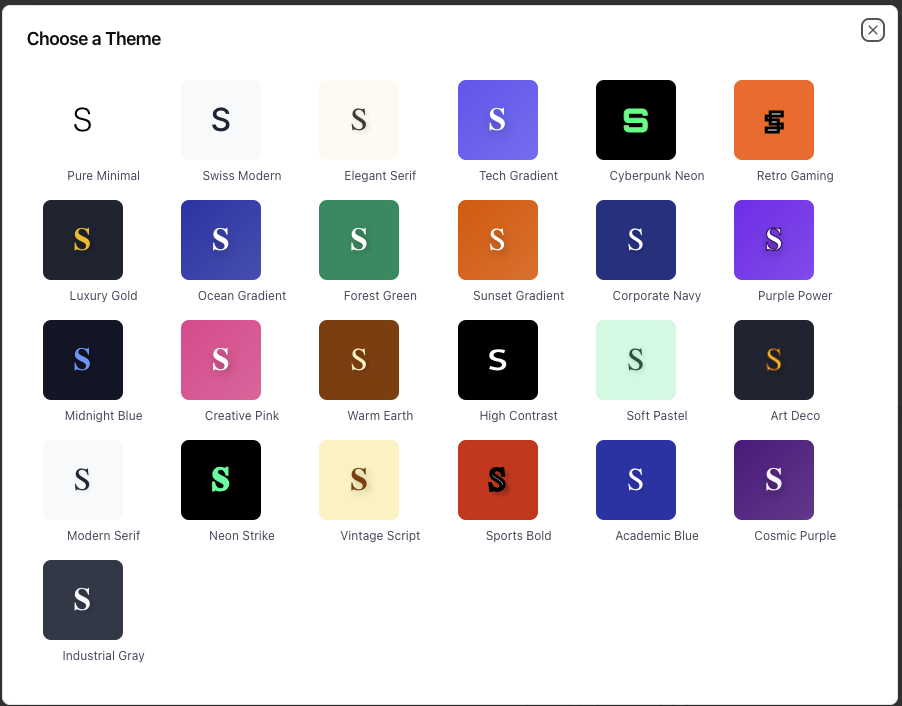 Choose a Theme
S S S S S S
Pure Minimal Swiss Modern Elegant Serif Tech Gradient Cyberpunk Neon Retro Gaming
S S S S S S
Luxury Gold Ocean Gradient Forest Green Sunset Gradient Corporate Navy Purple Power
S S S S S S
Midnight Blue Creative Pink Warm Earth High Contrast Soft Pastel Art Deco
S S S S S S
Modern Serif Neon Strike Vintage Script Sports Bold Academic Blue Cosmic Purple
S
Industrial Gray